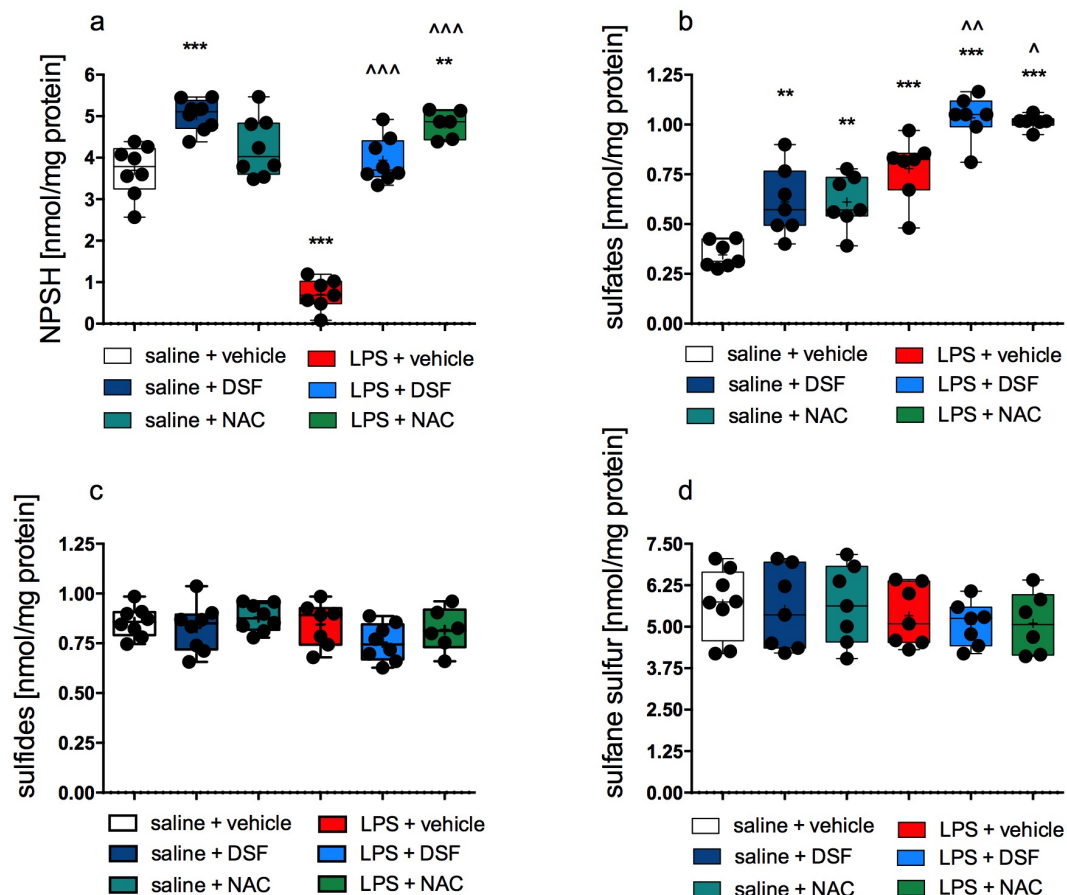 a
NPSH [nmol/mg protein]
6
5
4
3
2
1
0
***
***
^^^
^^^
**
saline + vehicle
LPS + vehicle
saline + DSF
LPS + DSF
saline + NAC
LPS + NAC
b
sulfates [nmol/mg protein]
1.25
1.00
0.75
0.50
0.25
0.00
**
**
***
^^
***
^
***
saline + vehicle
LPS + vehicle
saline + DSF
LPS + DSF
saline + NAC
LPS + NAC
c
sulfides [nmol/mg protein]
1.25
1.00
0.75
0.50
0.25
0.00
saline + vehicle
LPS + vehicle
saline + DSF
LPS + DSF
saline + NAC
LPS + NAC
d
sulfane sulfur [nmol/mg protein]
7.50
6.25
5.00
3.75
2.50
1.25
0.00
saline + vehicle
LPS + vehicle
saline + DSF
LPS + DSF
saline + NAC
LPS + NAC